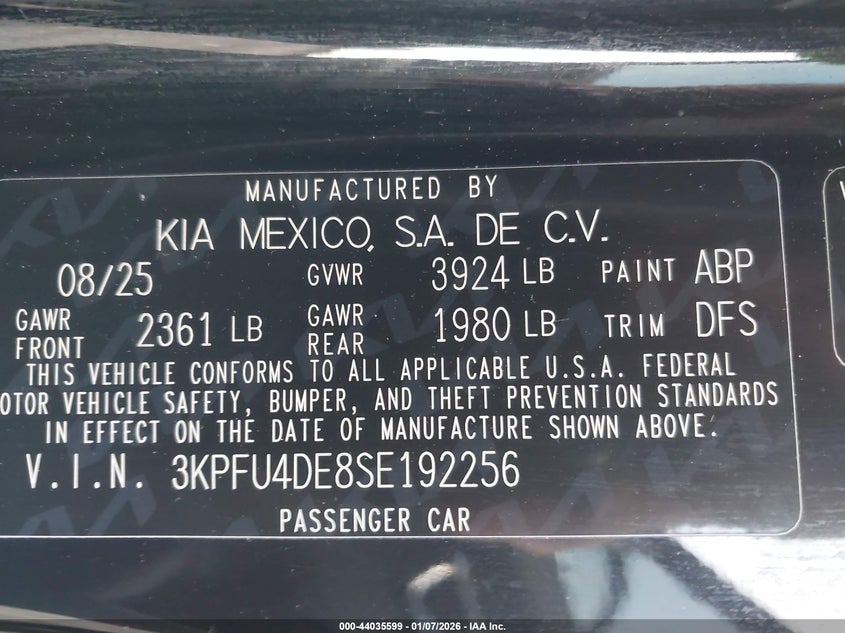 MANUFACTURED BY
KIA MEXICO, S.A. DE C.V.
08/25 GVWR 3924 LB PAINT ABP
GAWR FRONT 2361 LB GAWR REAR 1980 LB TRIM DFS
THIS VEHICLE CONFORMS TO ALL APPLICABLE U.S.A. FEDERAL
OTOR VEHICLE SAFETY, BUMPER, AND THEFT PREVENTION STANDARDS
IN EFFECT ON THE DATE OF MANUFACTURE SHOWN ABOVE.
V.I.N. 3KPFU4DE8SE192256
PASSENGER CAR
000-44035599 - 01/07/2026 - IAA Inc.